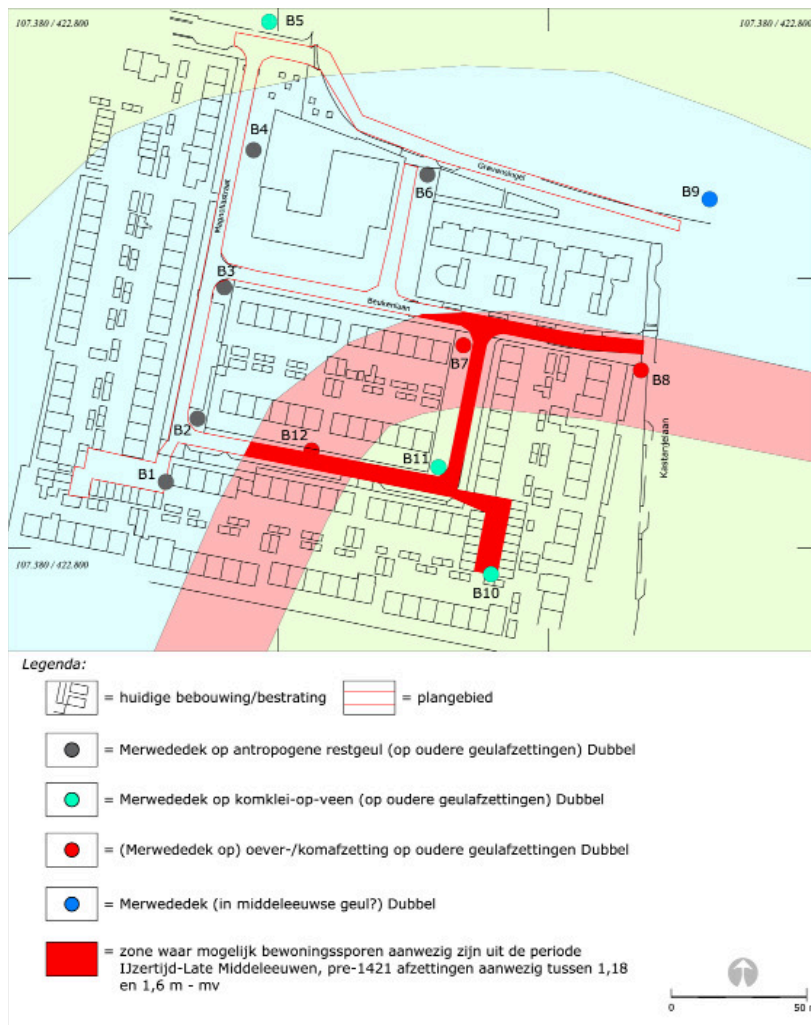 107.380 / 422.800
B5
107.380 / 422.800
B4
Groenensingel
B6
B9
Magnoliastraat
B3
Beukenlaan
B7
B8
B2
B12
B11
B1
Kastanjelaan
107.380 / 422.800
B10
Legenda:
= huidige bebouwing/bestrating
= plangebied
= Merwededek op antropogene restgeul (op oudere geulafzettingen) Dubbel
= Merwededek op komklei-op-veen (op oudere geulafzettingen) Dubbel
= (Merwededek op) oever-/komafzetting op oudere geulafzettingen Dubbel
= Merwededek (in middeleeuwse geul?) Dubbel
= zone waar mogelijk bewoningssporen aanwezig zijn uit de periode
IJzertijd-Late Middeleeuwen, pre-1421 afzettingen aanwezig tussen 1,18
en 1,6 m - mv
0
50